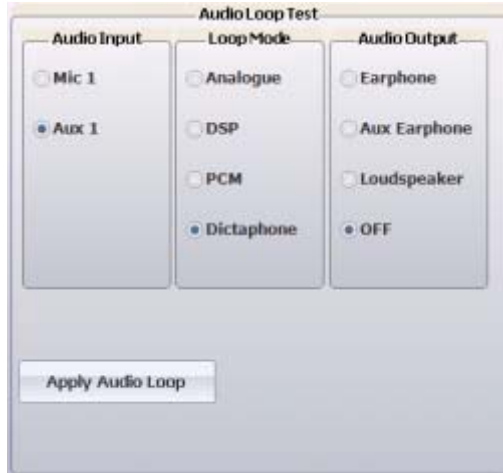 Audio Loop Test
Audio Input
Mic 1
Aux 1
Loop Mode
Analogue
DSP
PCM
Dictaphone
Audio Output
Earphone
Aux Earphone
Loudspeaker
OFF
Apply Audio Loop